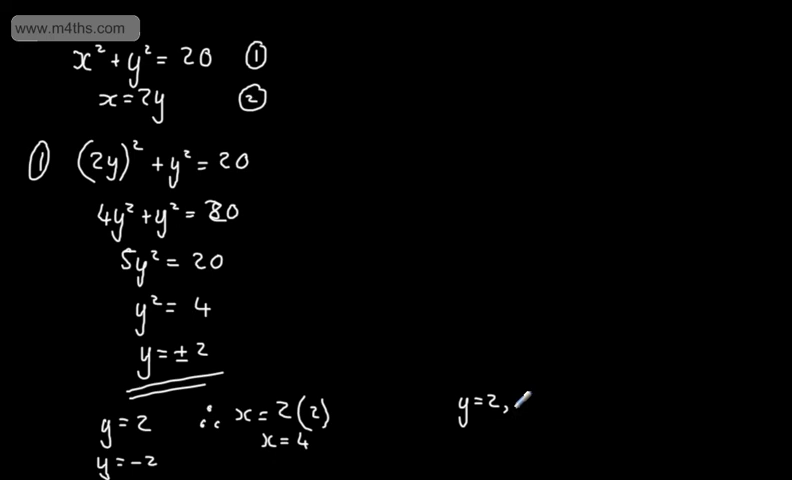 www.m4ths.com
x² + y² = 20 ①
x = 2y ②
① (2y)² + y² = 20
4y² + y² = 20
5y² = 20
y² = 4
y = ± 2
y = 2 ∴ x = 2(2)
x = 4
y = -2
y = 2,